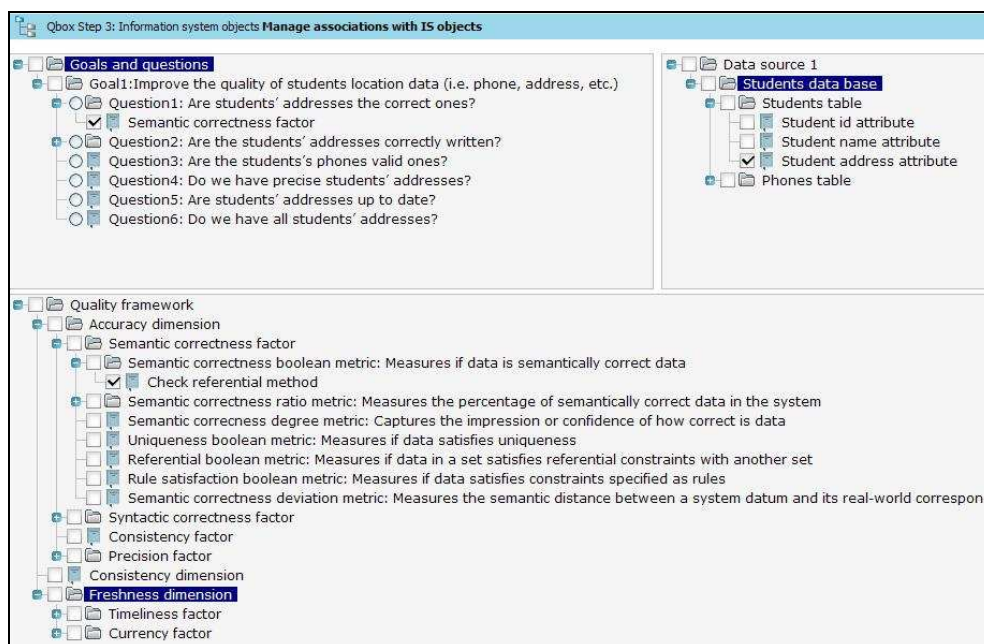 Qbox Step 3: Information system objects Manage associations with IS objects
Goals and questions
Goal1:Improve the quality of students location data (i.e. phone, address, etc.)
Question1: Are students' addresses the correct ones?
Semantic correctness factor
Question2: Are the students' addresses correctly written?
Question3: Are the students's phones valid ones?
Question4: Do we have precise students' addresses?
Question5: Are students' addresses up to date?
Question6: Do we have all students' addresses?
Data source 1
Students data base
Students table
Student id attribute
Student name attribute
Student address attribute
Phones table
Quality framework
Accuracy dimension
Semantic correctness factor
Semantic correctness boolean metric: Measures if data is semantically correct data
Check referential method
Semantic correctness ratio metric: Measures the percentage of semantically correct data in the system
Semantic correcness degree metric: Captures the impression or confidence of how correct is data
Uniqueness boolean metric: Measures if data satisfies uniqueness
Referential boolean metric: Measures if data in a set satisfies referential constraints with another set
Rule satisfaction boolean metric: Measures if data satisfies constraints specified as rules
Semantic correctness deviation metric: Measures the semantic distance between a system datum and its real-world correspon
Syntactic correctness factor
Consistency factor
Precision factor
Consistency dimension
Freshness dimension
Timeliness factor
Currency factor